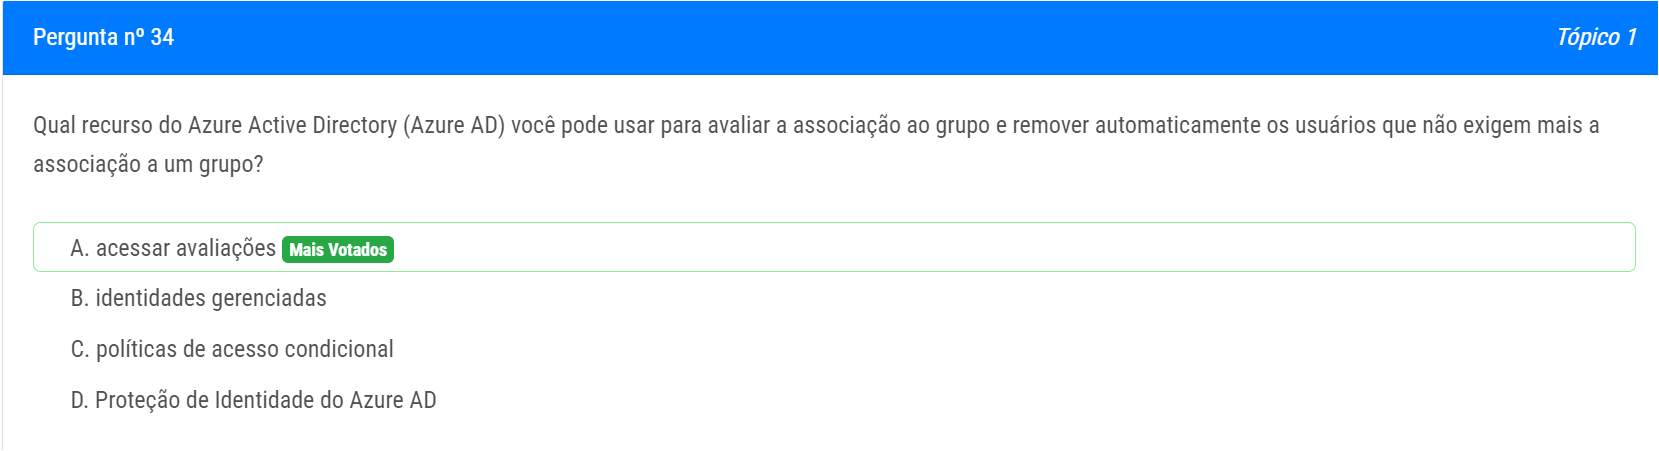 Pergunta nº 34
Tópico 1
Qual recurso do Azure Active Directory (Azure AD) você pode usar para avaliar a associação ao grupo e remover automaticamente os usuários que não exigem mais a
associação a um grupo?
A. acessar avaliações Mais Votados
B. identidades gerenciadas
C. políticas de acesso condicional
D. Proteção de Identidade do Azure AD